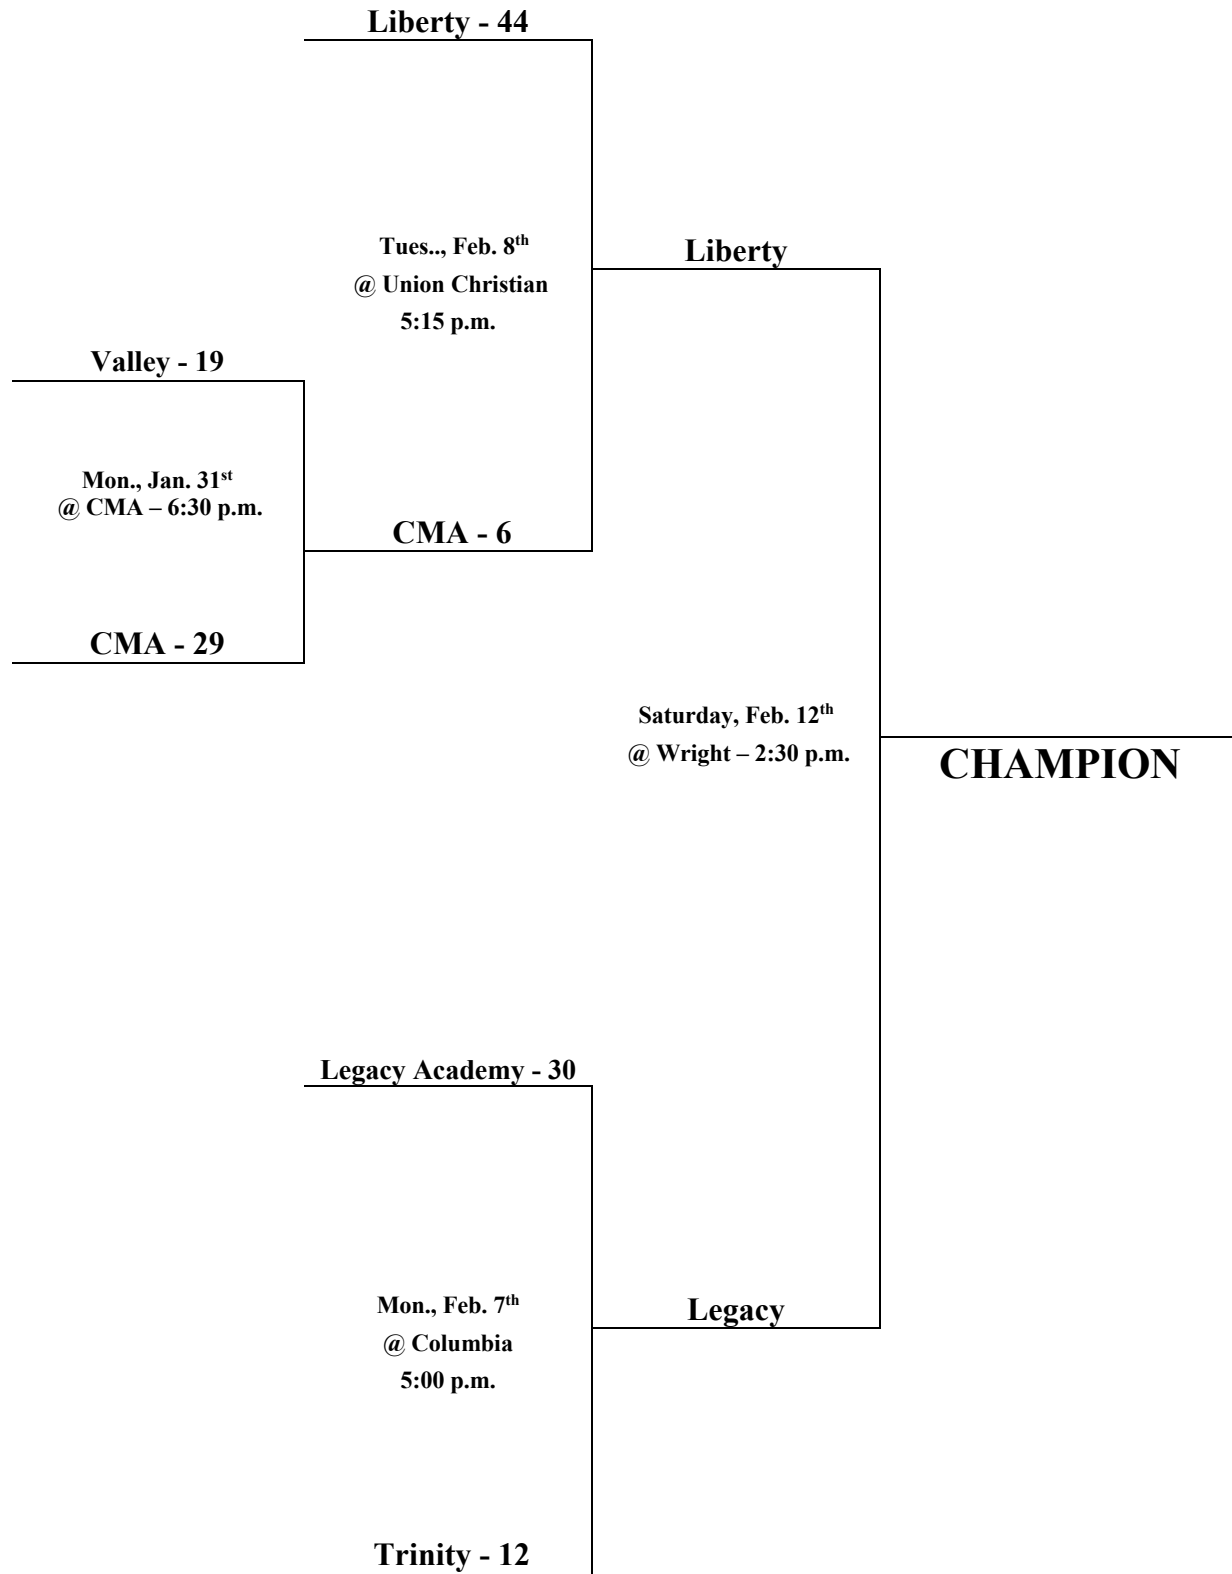 Liberty - 44
Tues.., Feb. 8th
@ Union Christian
5:15 p.m.
Liberty
Valley - 19
Mon., Jan. 31st
@ CMA – 6:30 p.m.
CMA - 6
CMA - 29
Saturday, Feb. 12th
@ Wright – 2:30 p.m.
CHAMPION
Legacy Academy - 30
Mon., Feb. 7th
@ Columbia
5:00 p.m.
Legacy
Trinity - 12